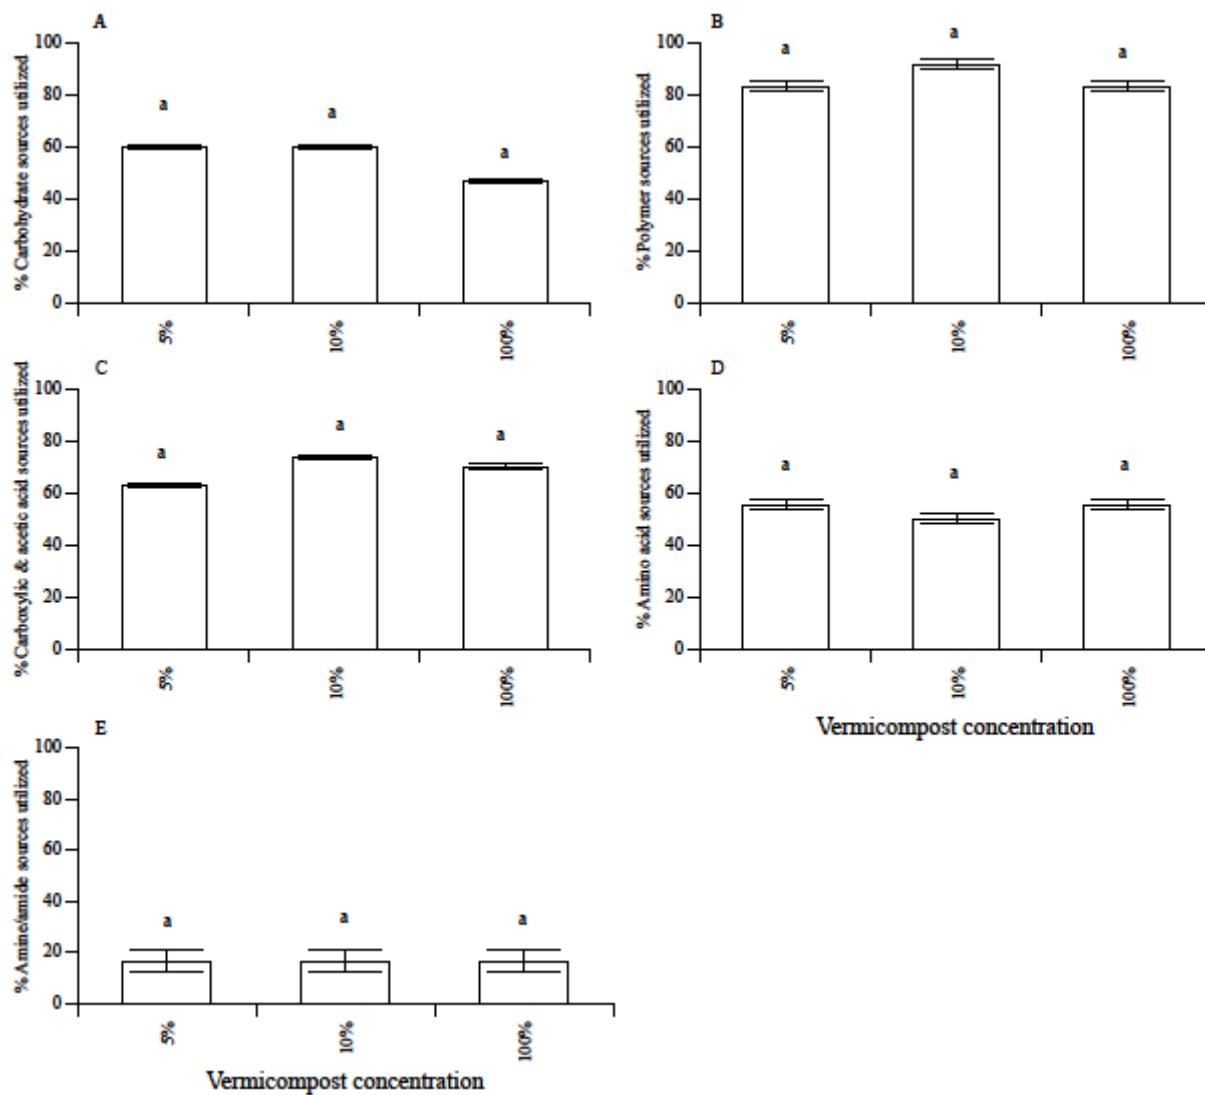 A
% Carbohydrate sources utilized
100
80
60
40
20
0
a
a
a
5%
10%
100%
B
% Polymer sources utilized
100
80
60
40
20
0
a
a
a
5%
10%
100%
C
% Carboxylic & acetic acid sources utilized
100
80
60
40
20
0
a
a
a
5%
10%
100%
D
% Amino acid sources utilized
100
80
60
40
20
0
a
a
a
5%
10%
100%
Vermicompost concentration
E
% Amine/amide sources utilized
100
80
60
40
20
0
a
a
a
5%
10%
100%
Vermicompost concentration